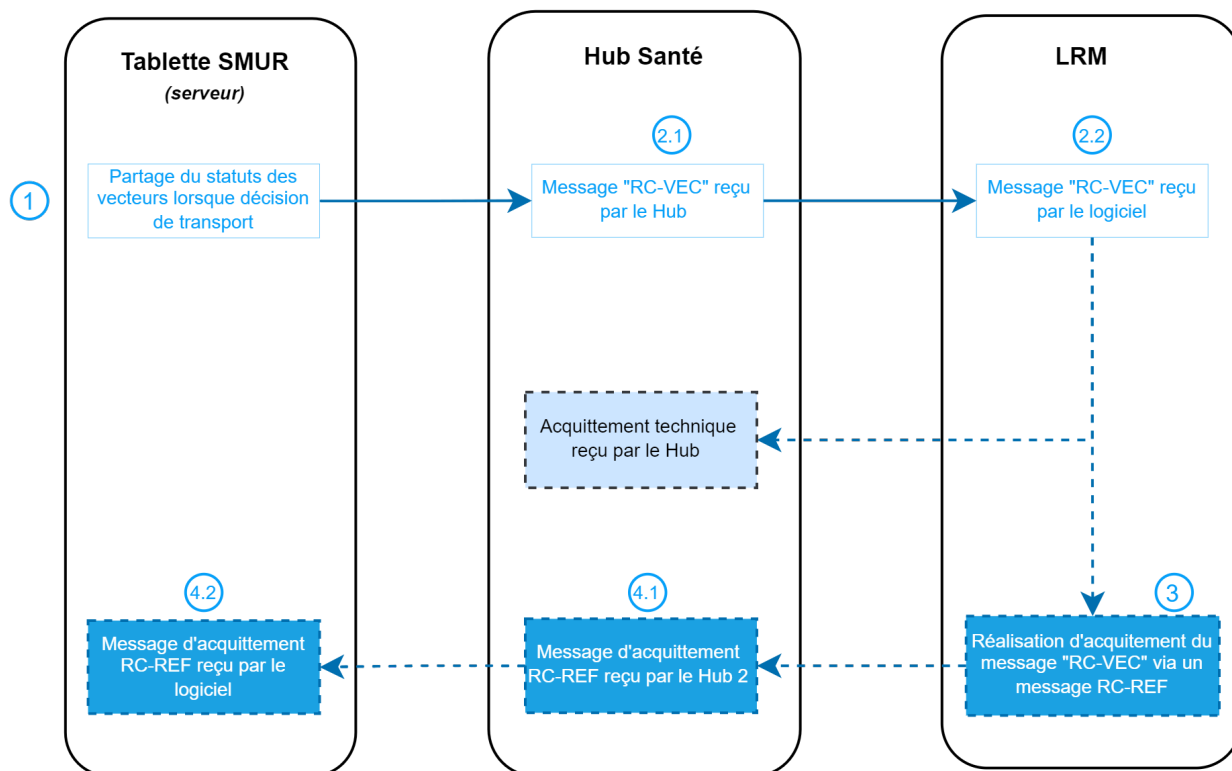 Tablette SMUR
(serveur)
Hub Santé
LRM
1
Partage du statuts des
vecteurs lorsque décision
de transport
2.1
Message "RC-VEC" reçu
par le Hub
2.2
Message "RC-VEC" reçu
par le logiciel
Acquittement technique
reçu par le Hub
4.2
Message d'acquittement
RC-REF reçu par le
logiciel
4.1
Message d'acquittement
RC-REF reçu par le Hub 2
3
Réalisation d'acquitement du
message "RC-VEC" via un
message RC-REF